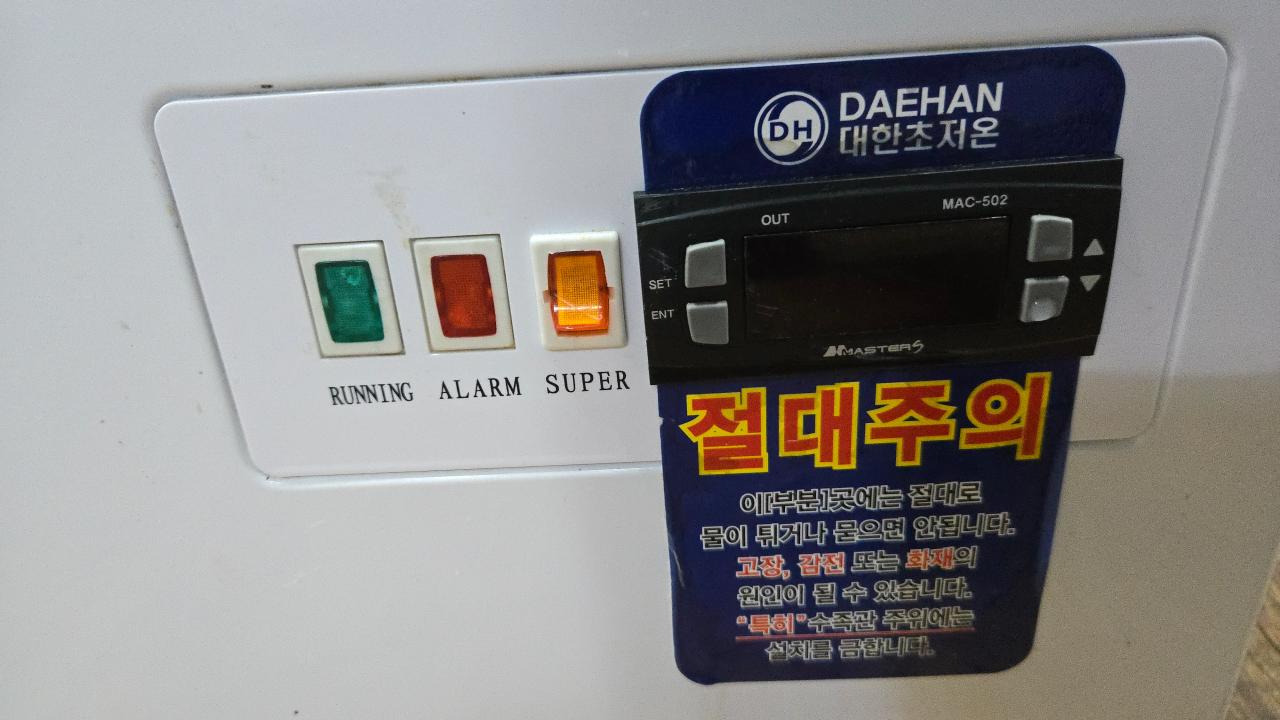 DH
DAEHAN
대한초저온
OUT
MAC-502
SET
ENT
MASTERS
RUNNING
ALARM
SUPER
절대주의
이[부분]곳에는 절대로
물이 튀거나 묻으면 안됩니다.
고장, 감전 또는 화재의
원인이 될 수 있습니다.
"특히"수족관 주위에는
설치를 금합니다.